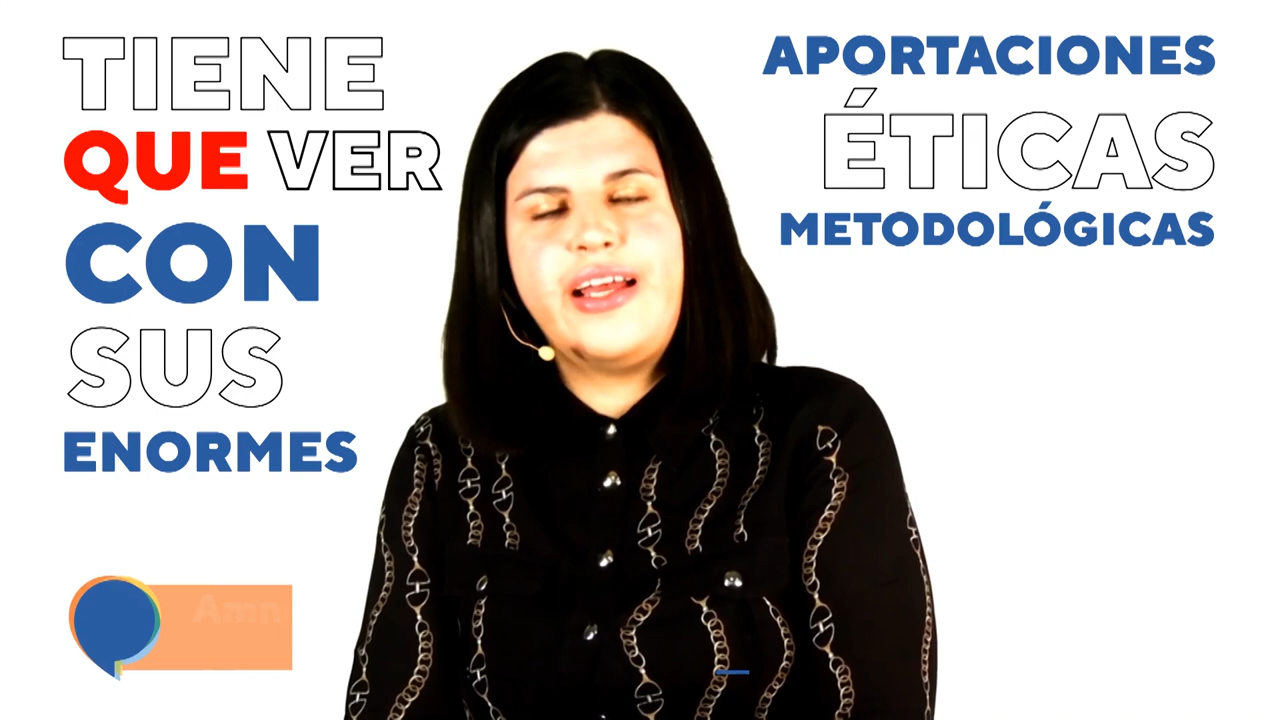 TIENE
QUE VER
CON
SUS
ENORMES
APORTACIONES
ÉTICAS
METODOLÓGICAS